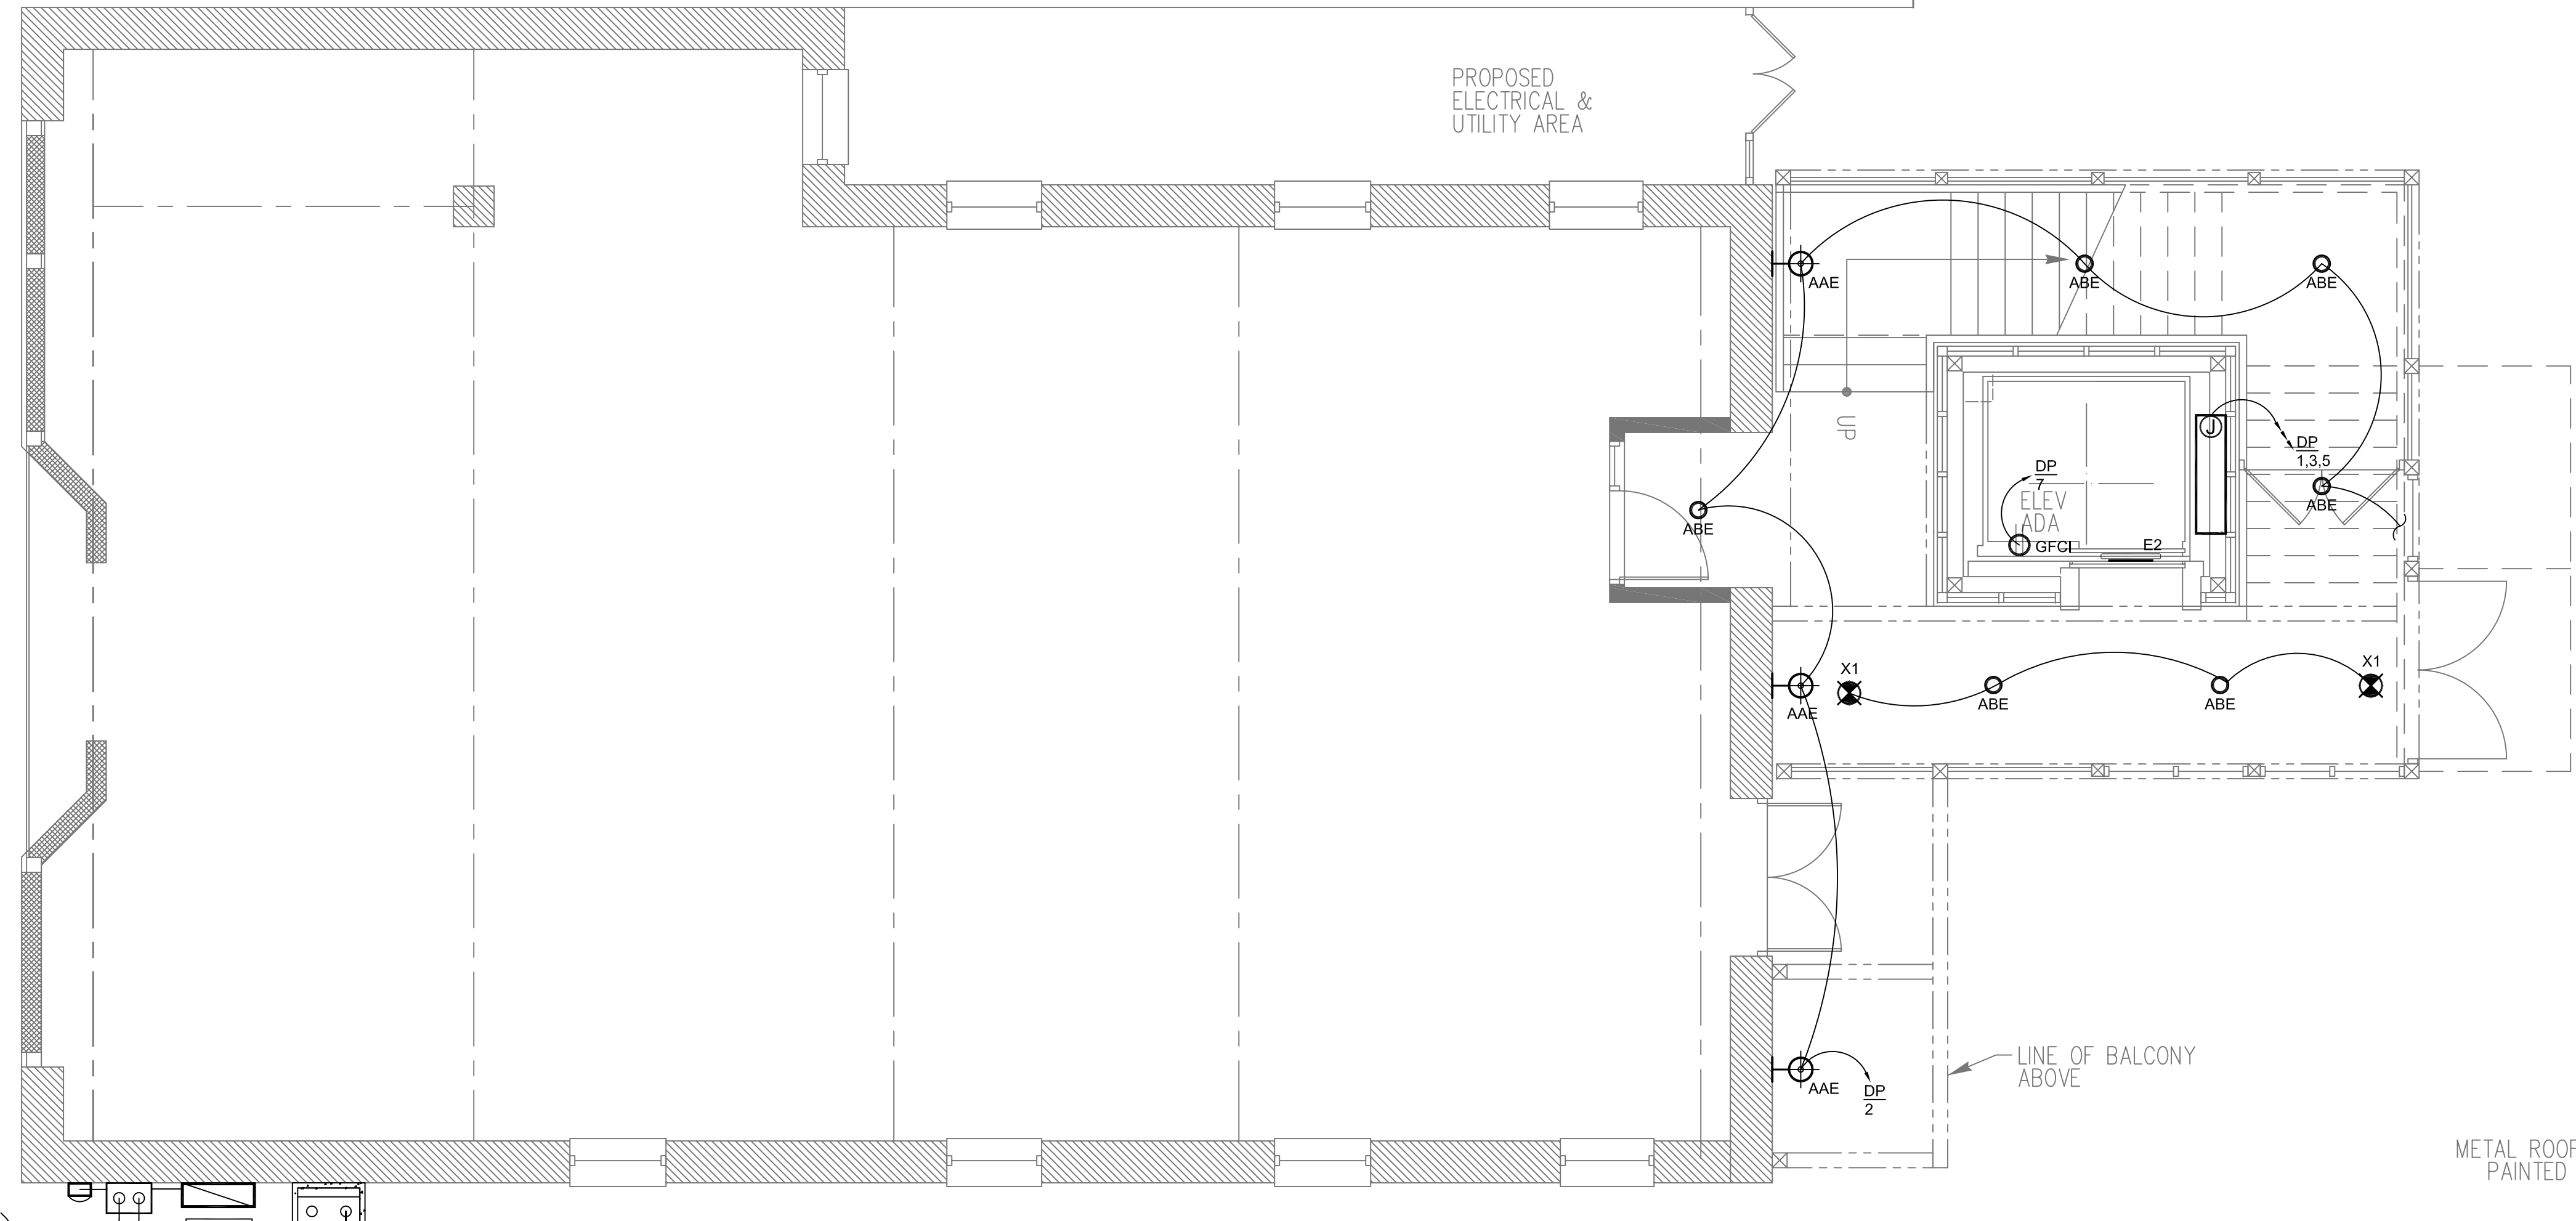 PROPOSED
ELECTRICAL &
UTILITY AREA
AAE
ABE
ABE
UP
J
DP
1,3,5
DP
7
ELEV
ADA
ABE
ABE
GFCI
E2
X1
X1
AAE
ABE
ABE
LINE OF BALCONY
ABOVE
AAE
DP
2
METAL ROOF
PAINTED